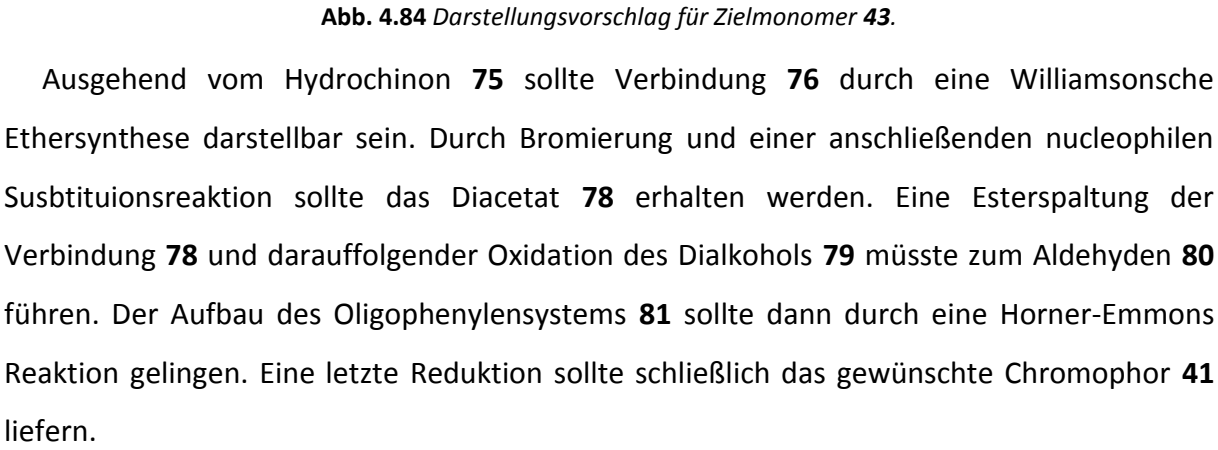 Abb. 4.84 Darstellungsvorschlag für Zielmonomer 43.
Ausgehend vom Hydrochinon 75 sollte Verbindung 76 durch eine Williamsonsche
Ethersynthese darstellbar sein. Durch Bromierung und einer anschließenden nucleophilen
Susbtituionsreaktion sollte das Diacetat 78 erhalten werden. Eine Esterspaltung der
Verbindung 78 und darauffolgender Oxidation des Dialkohols 79 müsste zum Aldehyden 80
führen. Der Aufbau des Oligophenylensystems 81 sollte dann durch eine Horner-Emmons
Reaktion gelingen. Eine letzte Reduktion sollte schließlich das gewünschte Chromophor 41
liefern.